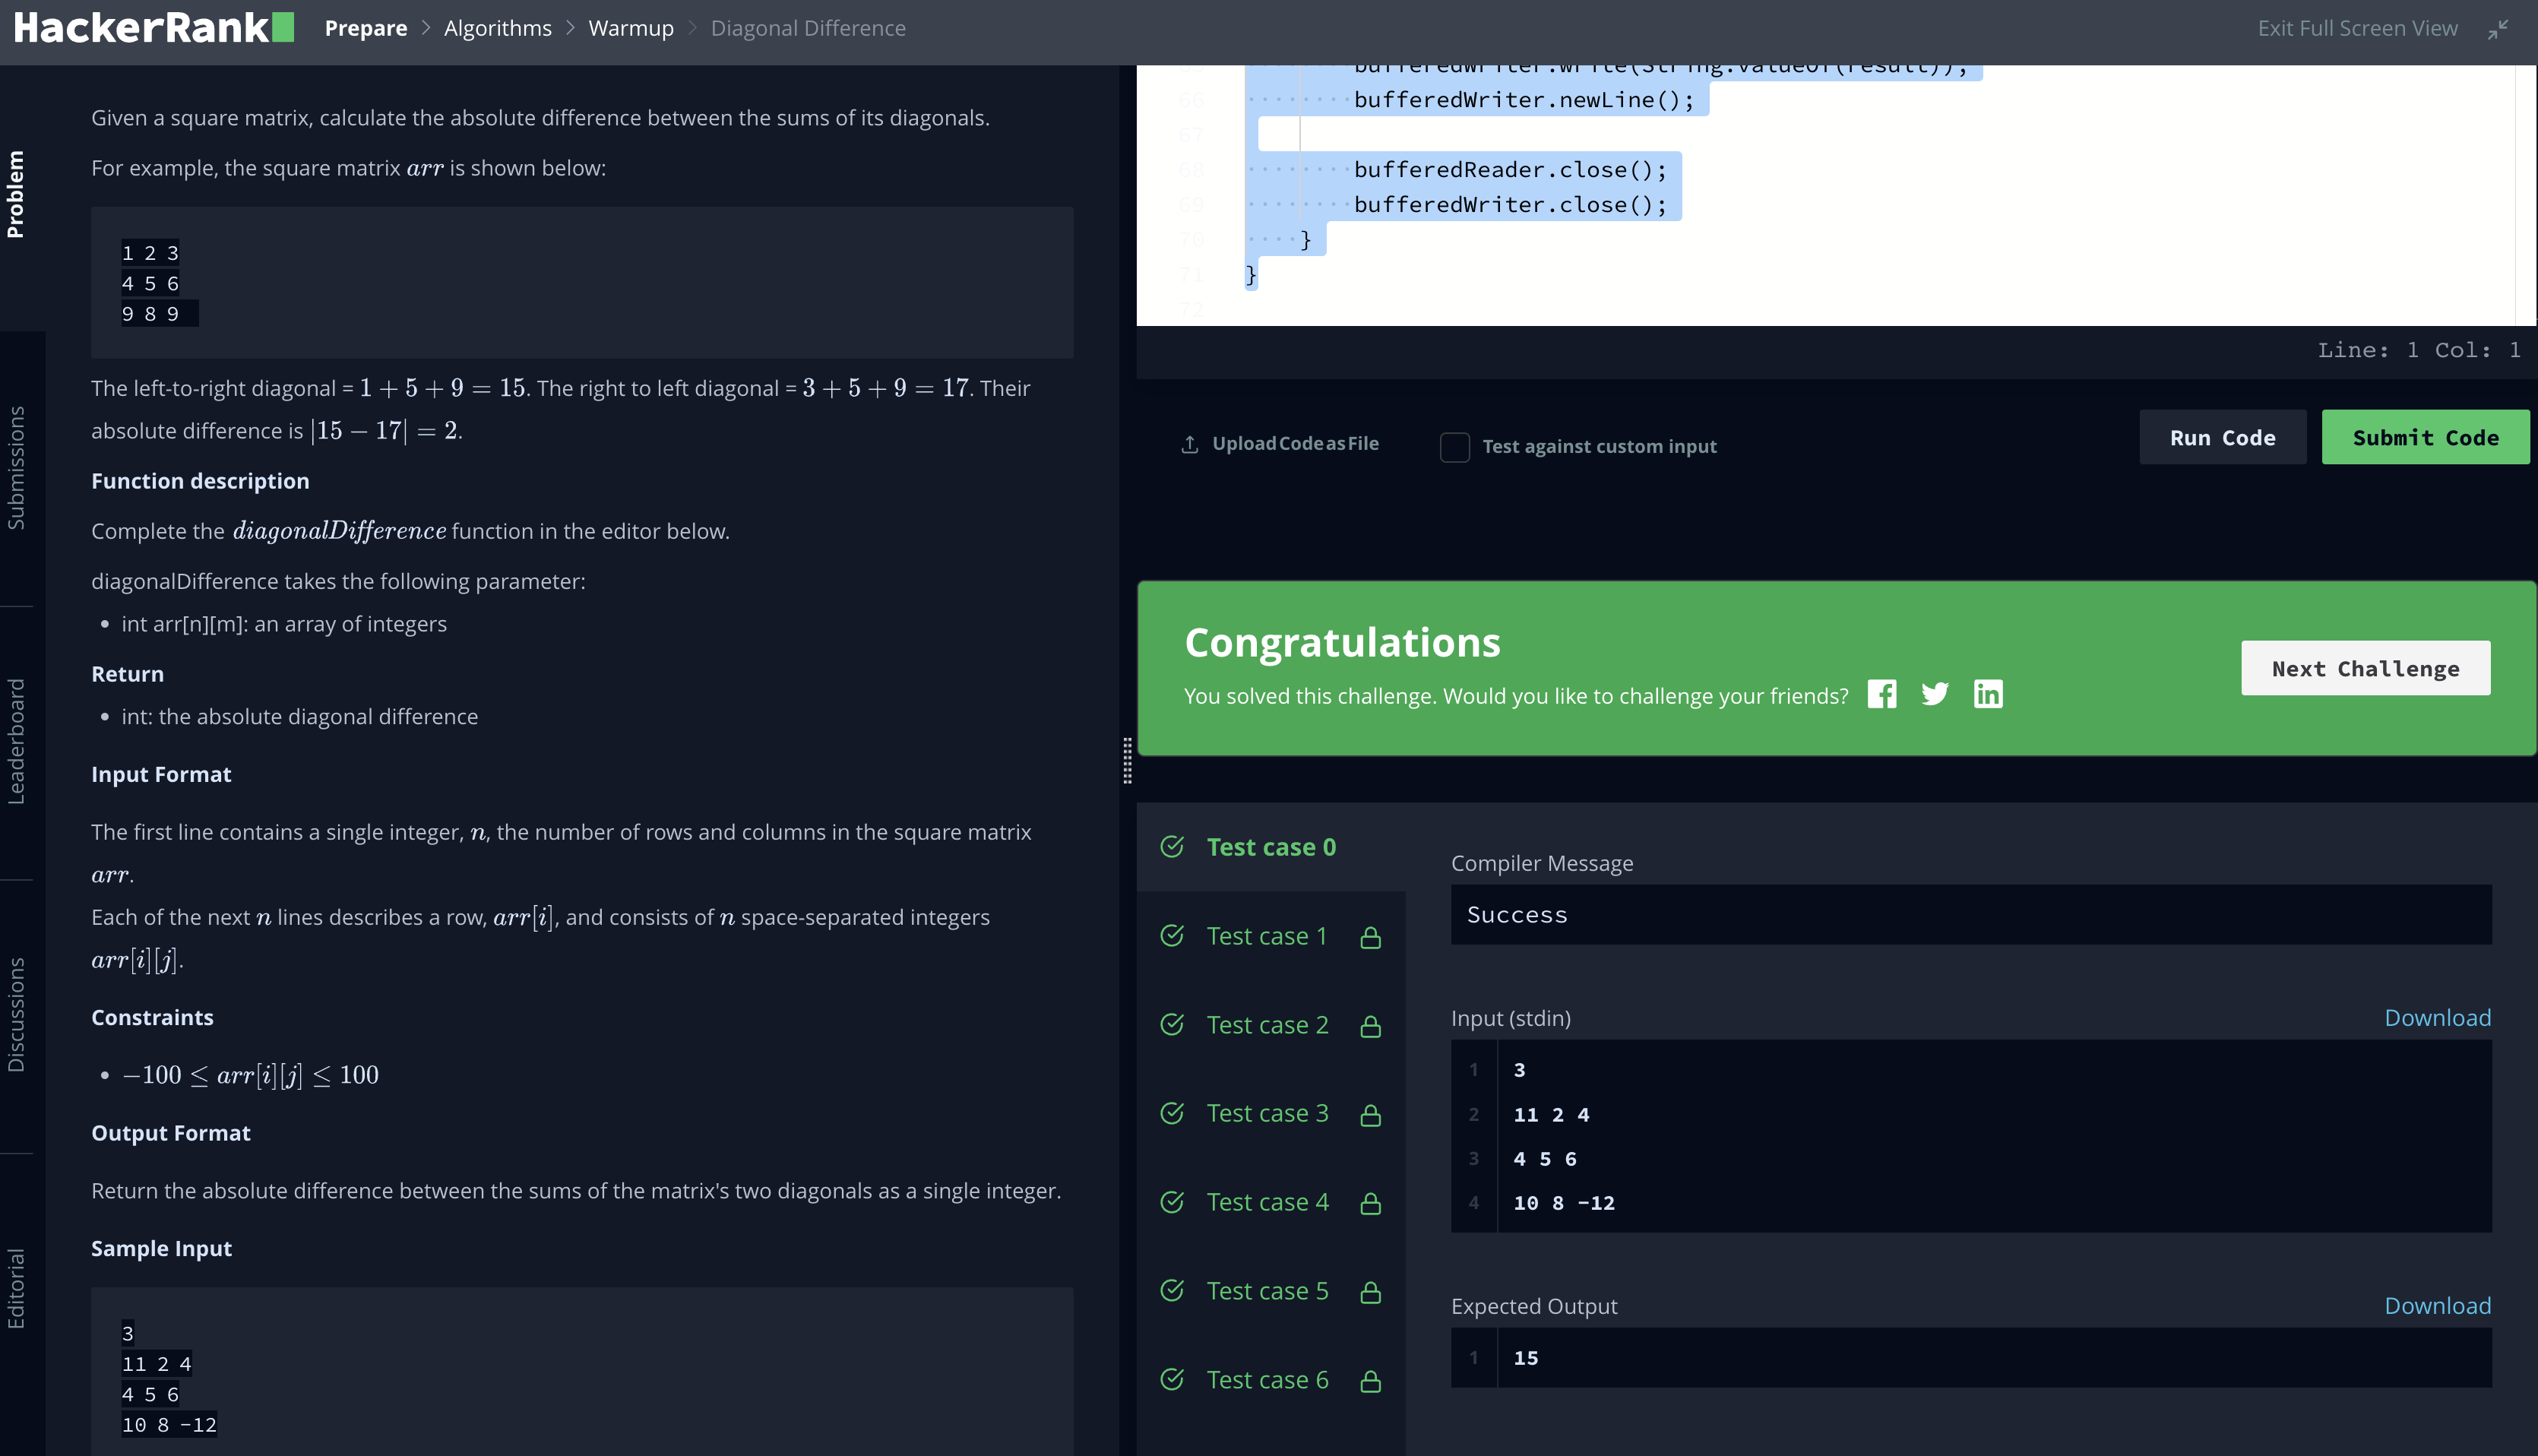 HackerRank
Prepare > Algorithms > Warmup > Diagonal Difference
Exit Full Screen View
Problem
Submissions
Leaderboard
Discussions
Editorial
Given a square matrix, calculate the absolute difference between the sums of its diagonals.
For example, the square matrix arr is shown below:
1 2 3
4 5 6
9 8 9
The left-to-right diagonal = 1 + 5 + 9 = 15. The right to left diagonal = 3 + 5 + 9 = 17. Their
absolute difference is |15 − 17| = 2.
Function description
Complete the diagonalDifference function in the editor below.
diagonalDifference takes the following parameter:
• int arr[n][m]: an array of integers
Return
• int: the absolute diagonal difference
Input Format
The first line contains a single integer, n, the number of rows and columns in the square matrix
arr.
Each of the next n lines describes a row, arr[i], and consists of n space-separated integers
arr[i][j].
Constraints
• −100 ≤ arr[i][j] ≤ 100
Output Format
Return the absolute difference between the sums of the matrix's two diagonals as a single integer.
Sample Input
3
11 2 4
4 5 6
10 8 -12
bufferedWriter.write(String.valueOf(result));
66 bufferedWriter.newLine();
67
68 bufferedReader.close();
69 bufferedWriter.close();
70 }
71 }
72
Line: 1 Col: 1
Upload Code as File
Test against custom input
Run Code
Submit Code
Congratulations
You solved this challenge. Would you like to challenge your friends?
Next Challenge
Test case 0
Test case 1
Test case 2
Test case 3
Test case 4
Test case 5
Test case 6
Compiler Message
Success
Input (stdin)
Download
1 3
2 11 2 4
3 4 5 6
4 10 8 -12
Expected Output
Download
1 15